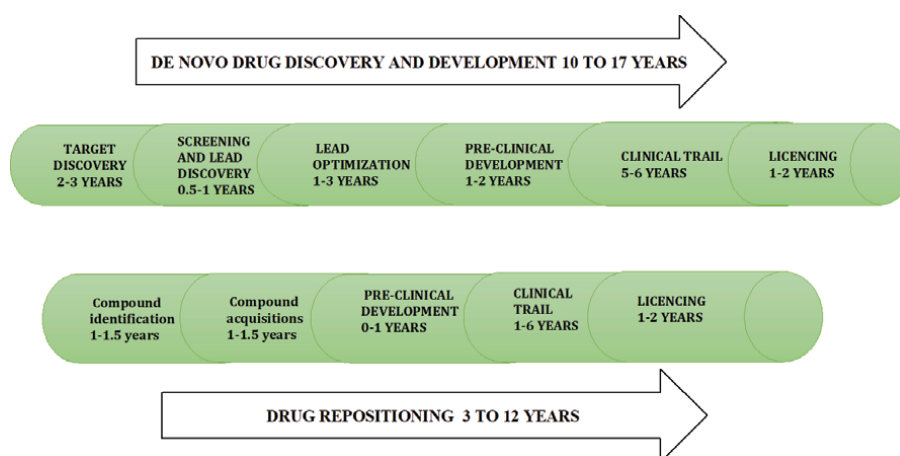 DE NOVO DRUG DISCOVERY AND DEVELOPMENT 10 TO 17 YEARS
TARGET
DISCOVERY
2-3 YEARS
SCREENING
AND LEAD
DISCOVERY
0.5-1 YEARS
LEAD
OPTIMIZATION
1-3 YEARS
PRE-CLINICAL
DEVELOPMENT
1-2 YEARS
CLINICAL TRAIL
5-6 YEARS
LICENCING
1-2 YEARS
Compound
identification
1-1.5 years
Compound
acquisitions
1-1.5 years
PRE-CLINICAL
DEVELOPMENT
0-1 YEARS
CLINICAL
TRAIL
1-6 YEARS
LICENCING
1-2 YEARS
DRUG REPOSITIONING 3 TO 12 YEARS